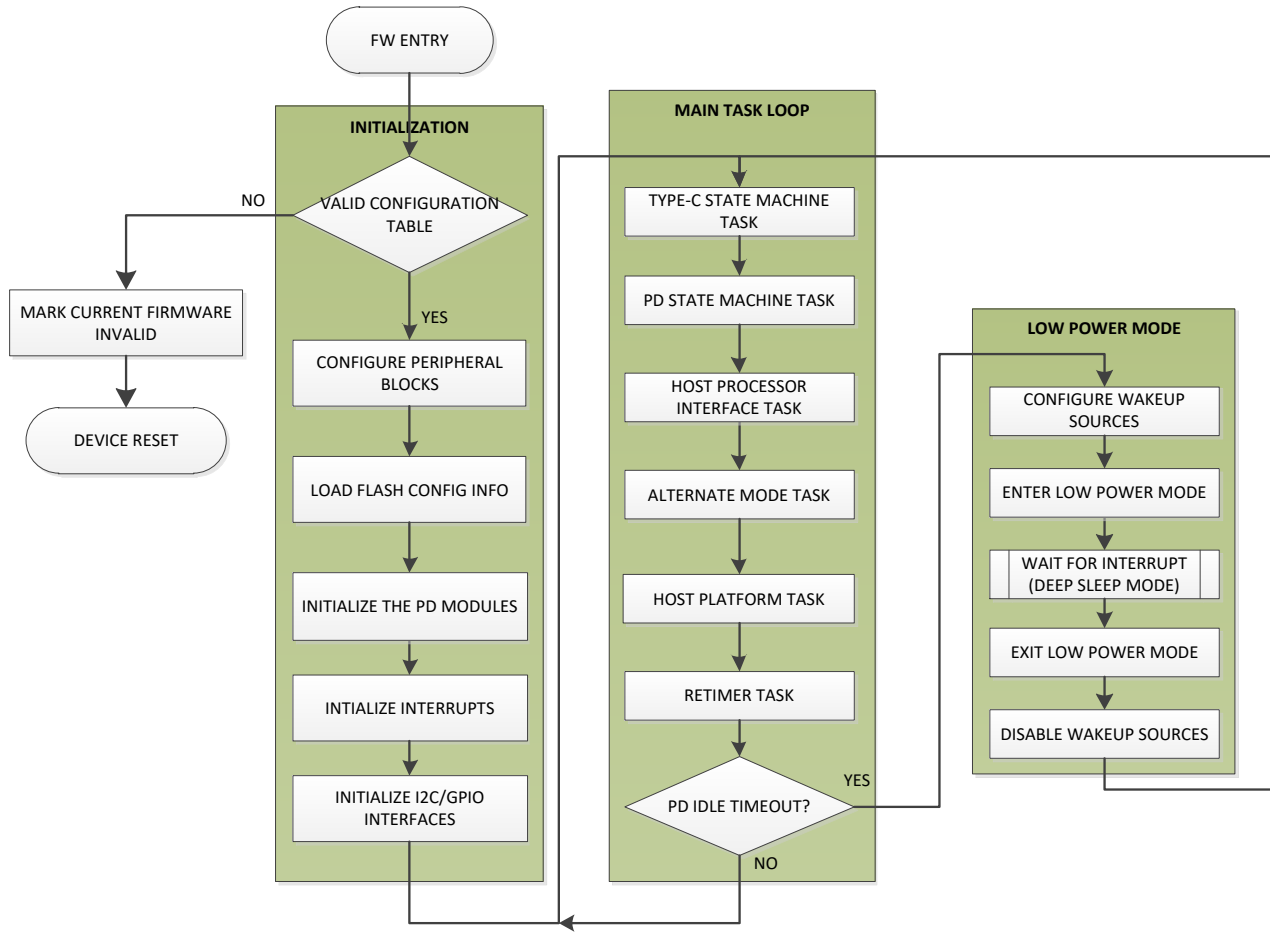 FW ENTRY
INITIALIZATION
VALID CONFIGURATION
TABLE
NO
MARK CURRENT FIRMWARE
INVALID
DEVICE RESET
YES
CONFIGURE PERIPHERAL
BLOCKS
LOAD FLASH CONFIG INFO
INITIALIZE THE PD MODULES
INTIALIZE INTERRUPTS
INITIALIZE I2C/GPIO
INTERFACES
MAIN TASK LOOP
TYPE-C STATE MACHINE
TASK
PD STATE MACHINE TASK
HOST PROCESSOR
INTERFACE TASK
ALTERNATE MODE TASK
HOST PLATFORM TASK
RETIMER TASK
PD IDLE TIMEOUT?
YES
NO
LOW POWER MODE
CONFIGURE WAKEUP
SOURCES
ENTER LOW POWER MODE
WAIT FOR INTERRUPT
(DEEP SLEEP MODE)
EXIT LOW POWER MODE
DISABLE WAKEUP SOURCES